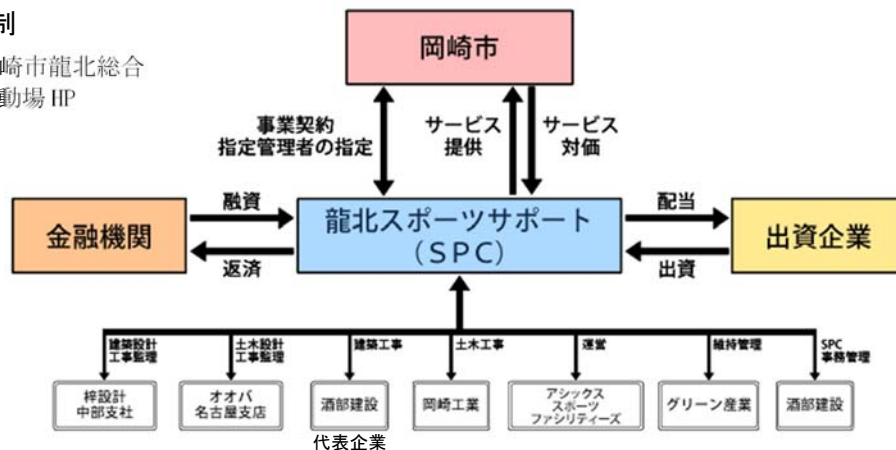 制
崎市龍北総合
動場 HP
岡崎市
事業契約
指定管理者の指定
サービス
提供
サービス
対価
金融機関
融資
返済
龍北スポーツサポート
（ＳＰＣ）
配当
出資
出資企業
建築設計
工事監理
土木設計
工事監理
建築工事
土木工事
運営
維持管理
SPC
事務管理
梓設計
中部支社
オオバ
名古屋支店
酒部建設
岡崎工業
アシックス
スポーツ
ファシリティーズ
グリーン産業
酒部建設
代表企業